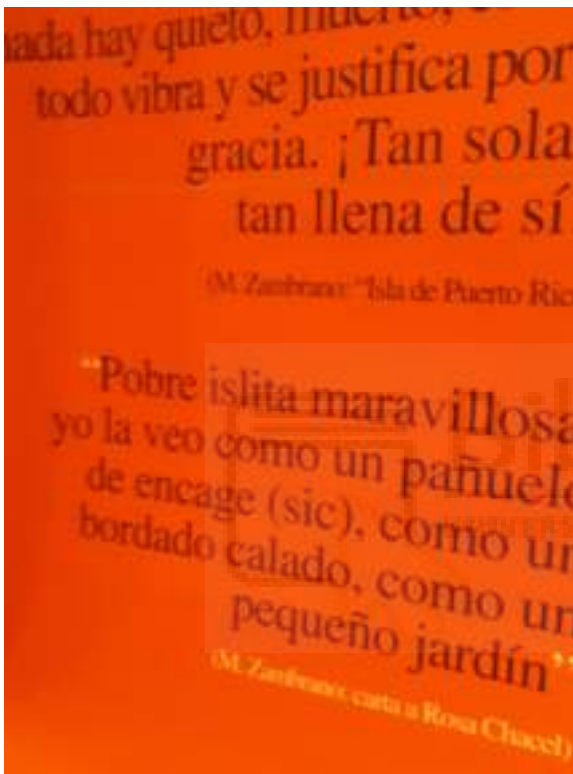 nada hay quieto, muerto,
todo vibra y se justifica por
gracia. ¡Tan sola
tan llena de sí
(M. Zambrano: "Isla de Puerto Ric
"Pobre islita maravillosa
yo la veo como un pañuelo
de encage (sic), como un
bordado calado, como un
pequeño jardín"
(M. Zambrano: carta a Rosa Chacel)